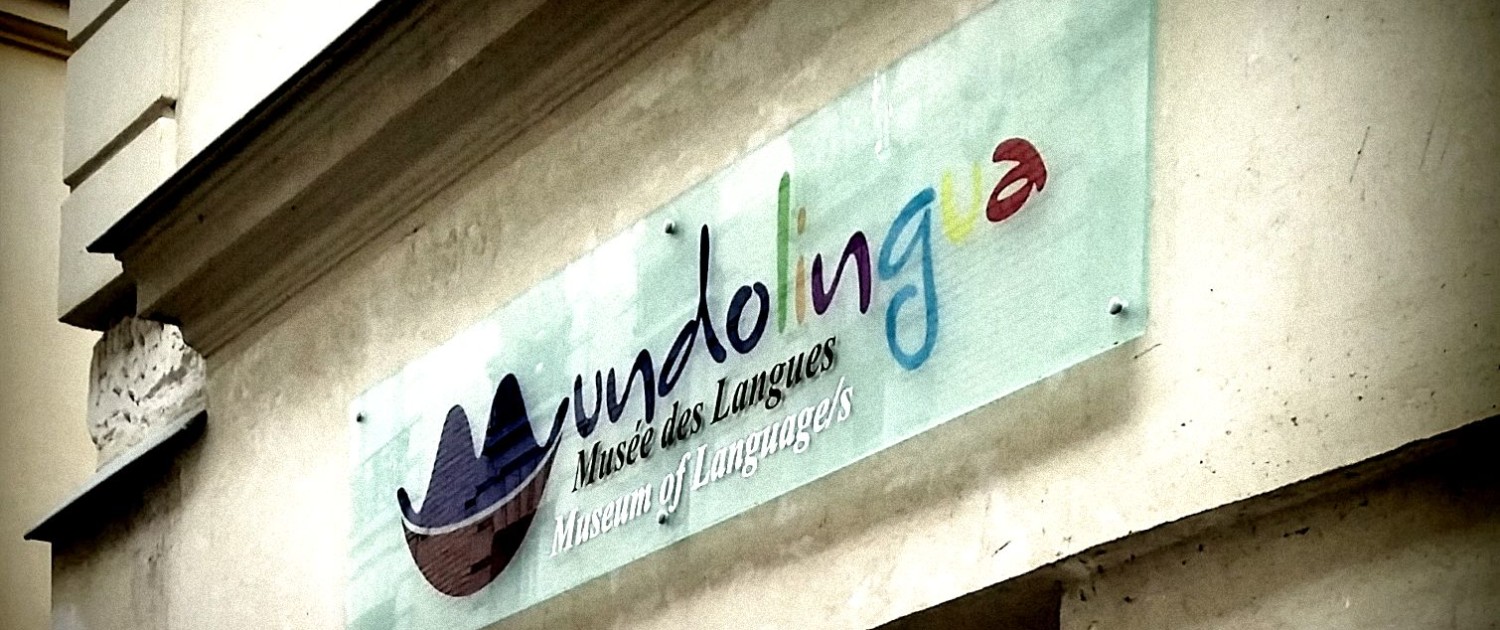 Mundolingua
Musée des Langues
Museum of Language/s